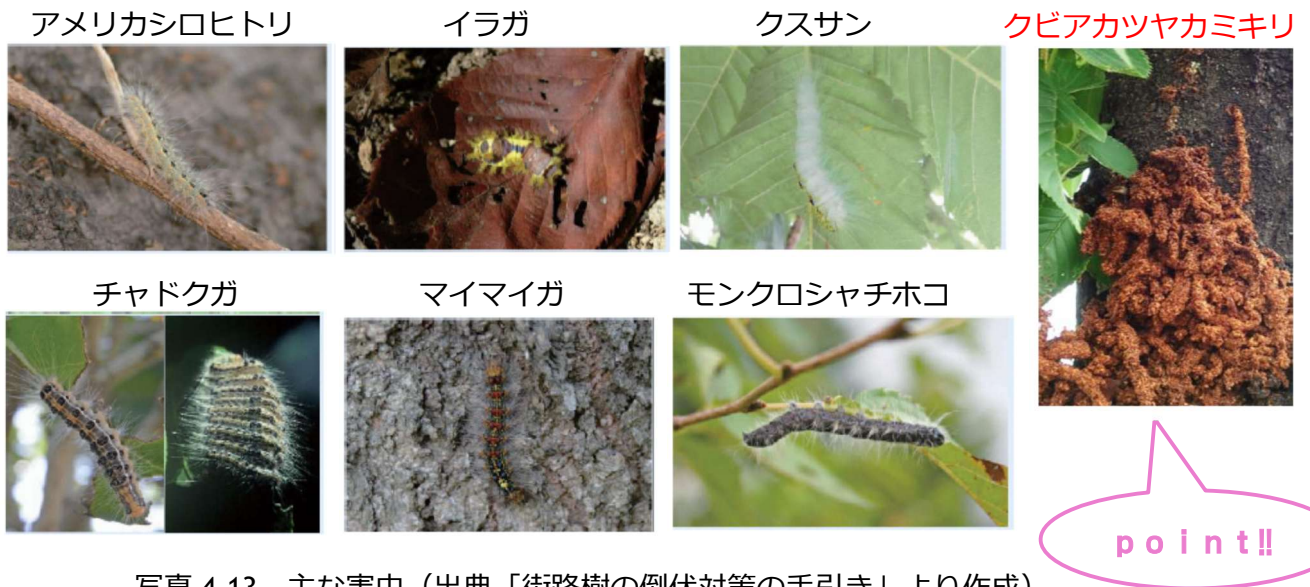 アメリカシロヒトリ
イラガ
クスサン
クビアカツヤカミキリ
チャドクガ
マイマイガ
モンクロシャチホコ
point!!
写真 4.13 主な害虫（出典「街路樹の倒伏対策の手引き」より作成）